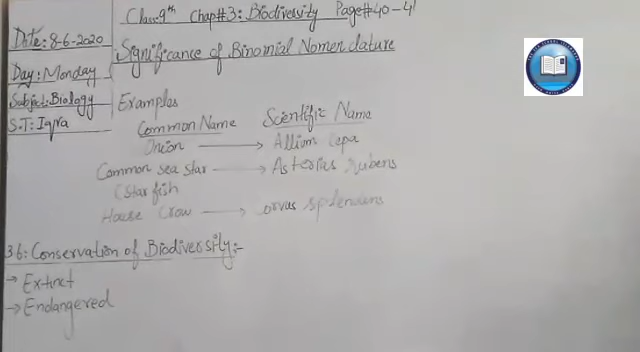 Class:9th Chap#3: Biodiversity Page#40-41
Date: 8-6-2020
Significance of Binomial Nomenclature
Day: Monday
Subject: Biology
S.T: Iqra
Examples
Common Name Scientific Name
Onion → Allium cepa
Common sea star → Asterias rubens
(Star fish
House Crow → Corvus splendens
3.6: Conservation of Biodiversity:-
→ Extinct
→ Endangered